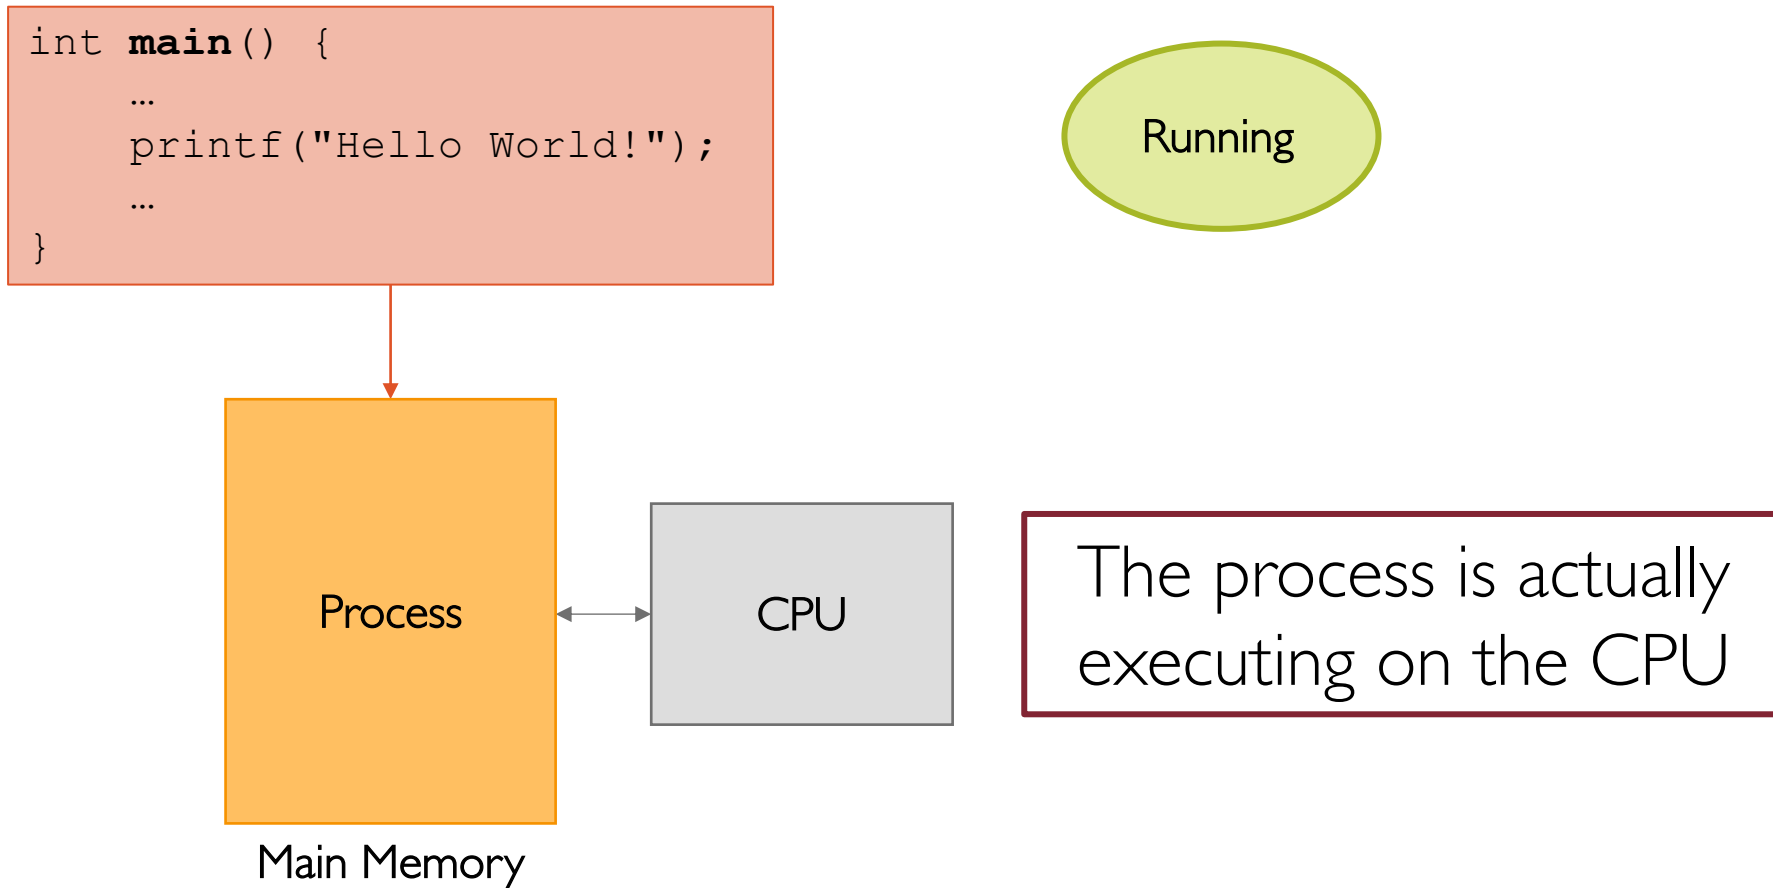 int main() {
…
printf("Hello World!");
…
}
Running
Process
CPU
The process is actually
executing on the CPU
Main Memory